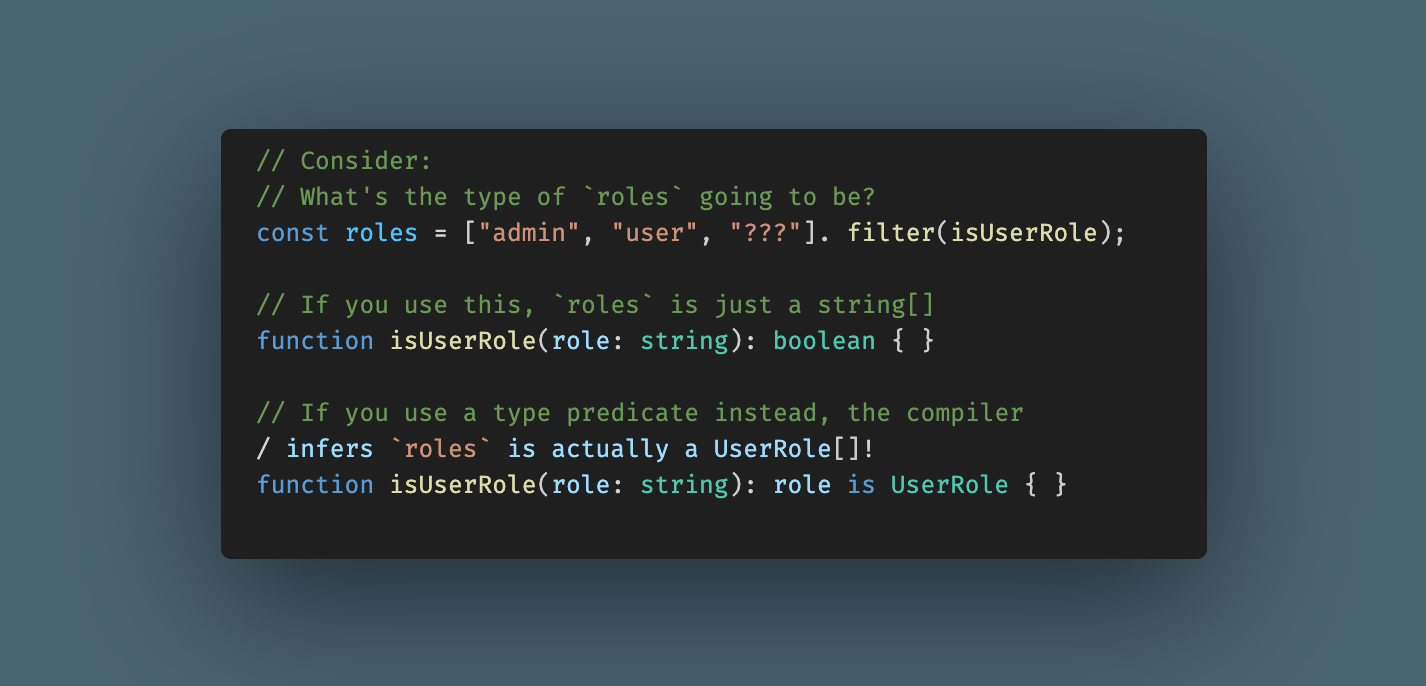 // Consider:
// What's the type of `roles` going to be?
const roles = ["admin", "user", "???"]. filter(isUserRole);
// If you use this, `roles` is just a string[]
function isUserRole(role: string): boolean { }
// If you use a type predicate instead, the compiler
/ infers `roles` is actually a UserRole[]!
function isUserRole(role: string): role is UserRole { }